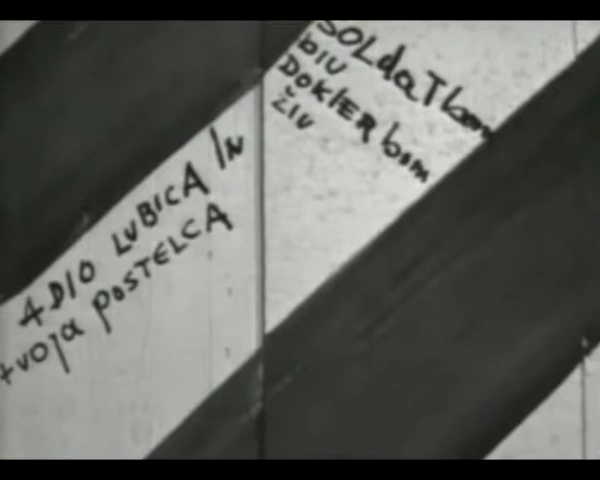 ADIO LUBICA IN
tvoja posTELCA
SOLdaT bom
biu
DOKlER bom
živ